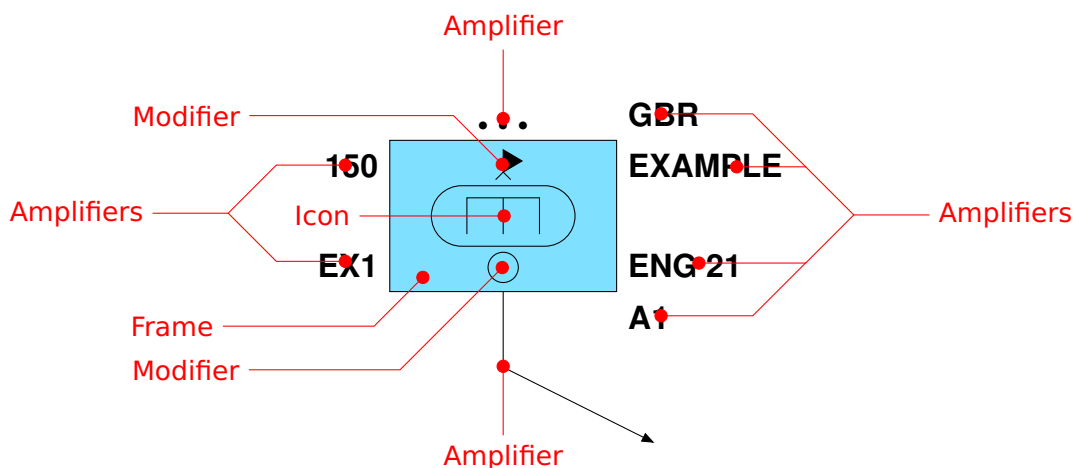 Amplifier
Modifier
GBR
150
EXAMPLE
Amplifiers
Icon
Amplifiers
EX1
ENG 21
A1
Frame
Modifier
Amplifier